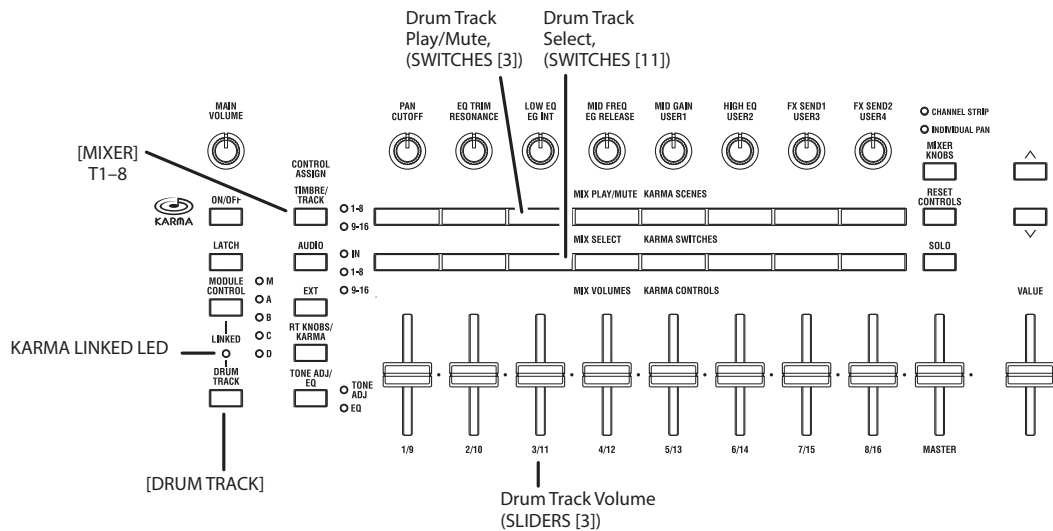 Drum Track
Play/Mute,
(SWITCHES [3])
Drum Track
Select,
(SWITCHES [11])
MAIN
VOLUME
PAN
CUTOFF
EQ TRIM
RESONANCE
LOW EQ
EG INT
MID FREQ
EG RELEASE
MID GAIN
USER1
HIGH EQ
USER2
FX SEND1
USER3
FX SEND2
USER4
CHANNEL STRIP
INDIVIDUAL PAN
MIXER
KNOBS
[MIXER]
T1–8
CONTROL
ASSIGN
TIMBRE/
TRACK
1-8
9-16
MIX PLAY/MUTE KARMA SCENES
RESET
CONTROLS
KARMA
ON/OFF
LATCH
AUDIO
IN
1-8
9-16
MIX SELECT KARMA SWITCHES
SOLO
MODULE
CONTROL
M
A
B
C
D
EXT
MIX VOLUMES KARMA CONTROLS
VALUE
KARMA LINKED LED
LINKED
RT KNOBS/
KARMA
DRUM
TRACK
TONE ADJ/
EQ
TONE
ADJ
EQ
1/9
2/10
3/11
4/12
5/13
6/14
7/15
8/16
MASTER
[DRUM TRACK]
Drum Track Volume
(SLIDERS [3])